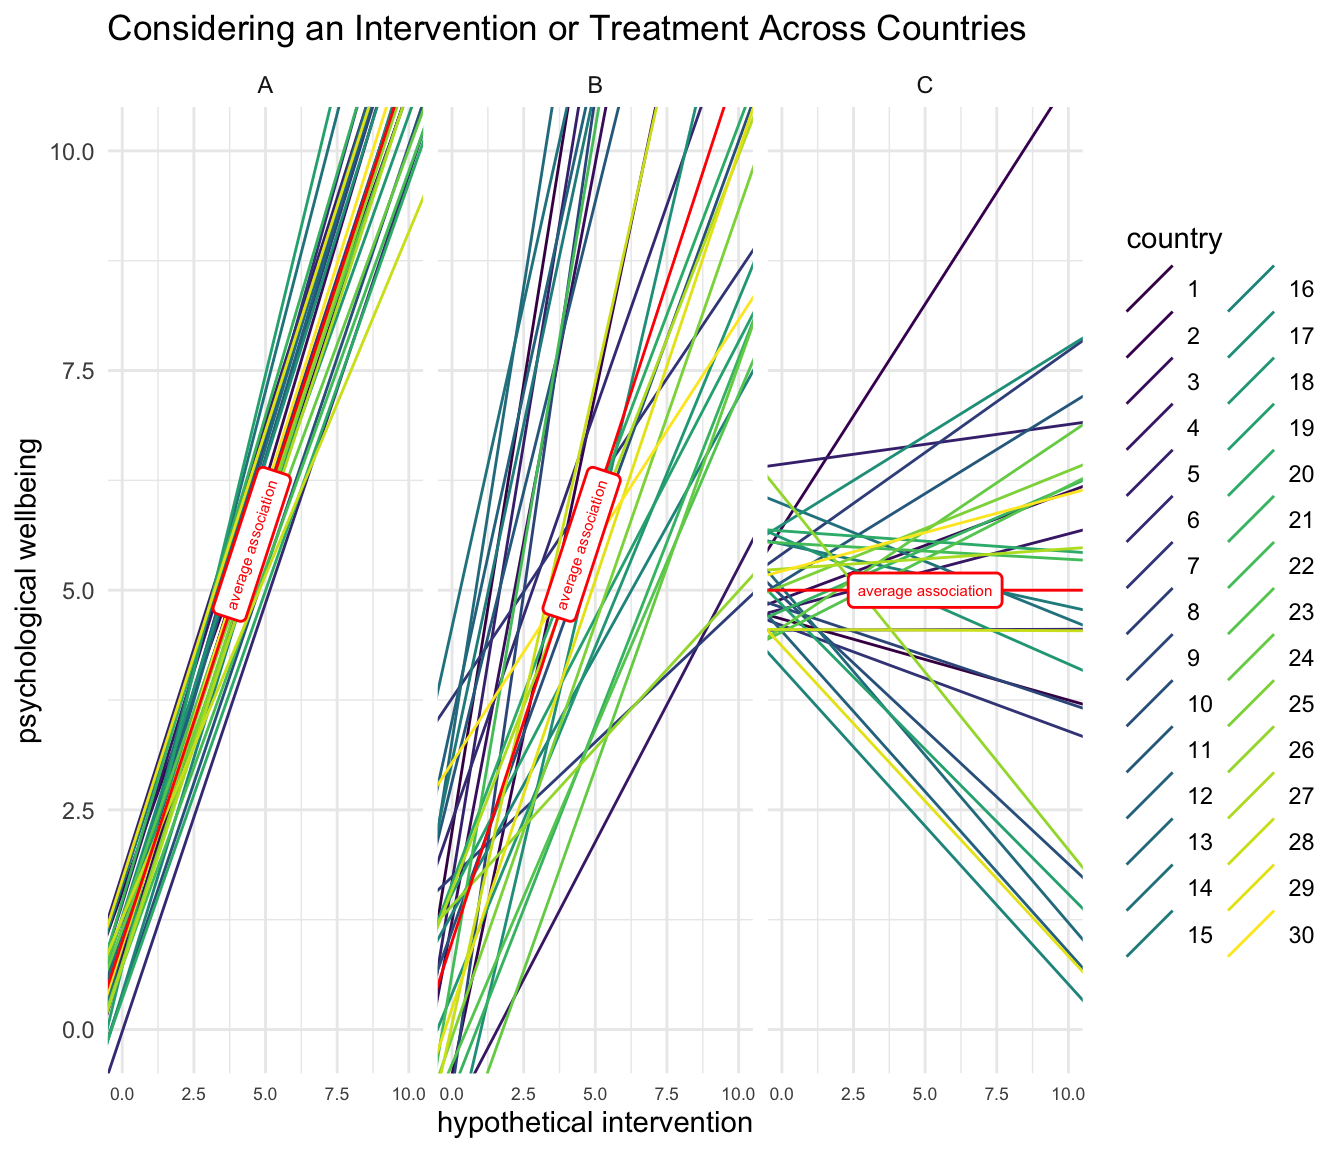 Considering an Intervention or Treatment Across Countries
A
B
C
10.0
7.5
5.0
2.5
0.0
psychological wellbeing
average association
average association
average association
0.0 2.5 5.0 7.5 10.0
0.0 2.5 5.0 7.5 10.0
0.0 2.5 5.0 7.5 10.0
hypothetical intervention
country
1 16
2 17
3 18
4 19
5 20
6 21
7 22
8 23
9 24
10 25
11 26
12 27
13 28
14 29
15 30